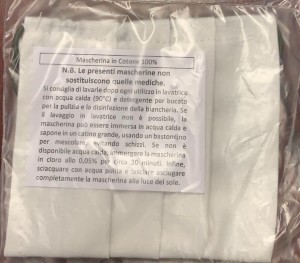 Mascherina in Cotone 100%
N.B. Le presenti mascherine non
sostituiscono quelle mediche.
Si consiglia di lavarle dopo ogni utilizzo in lavatrice
con acqua calda (90°C) e detergente per bucato
per la pulizia e la disinfezione della biancheria. Se
il lavaggio in lavatrice non è possibile, la
mascherina può essere immersa in acqua calda e
sapone in un catino grande, usando un bastone
per mescolare, evitando schizzi. Se non è
disponibile acqua calda, immergere la mascherina
in cloro allo 0,05% per circa 30 minuti. Infine,
sciacquare con acqua pulita e lasciare asciugare
completamente la mascherina alla luce del sole.